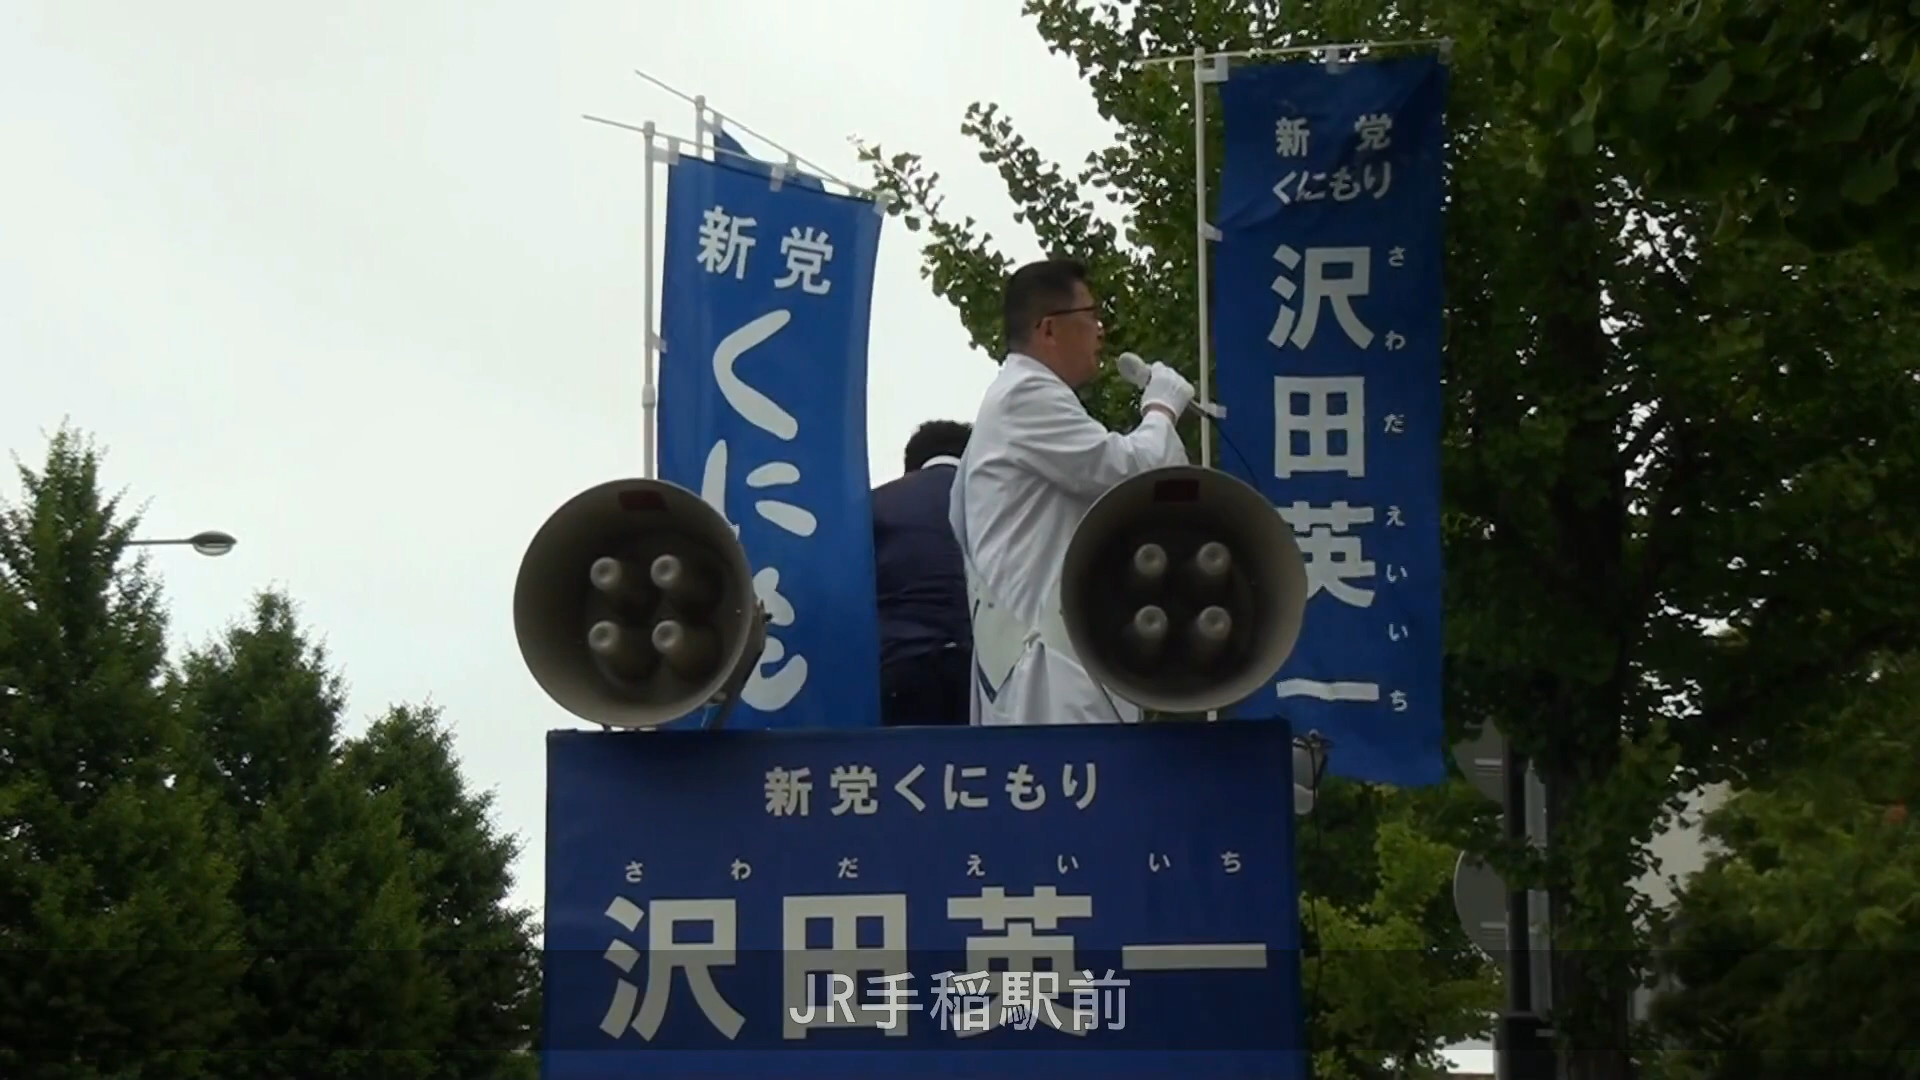 新党
くにも
新党
くにもり
沢田英一
さわだえいいち
新党くにもり
さわだえいいち
沢田英一
JR手稲駅前